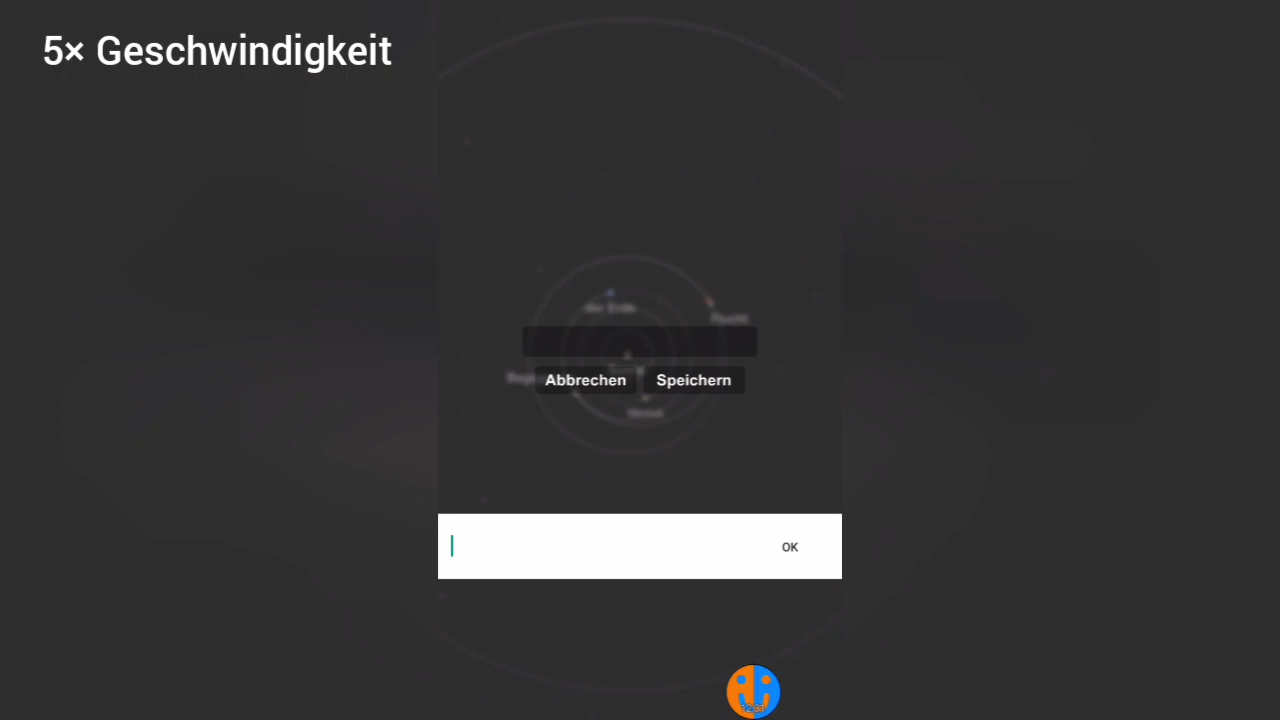 5× Geschwindigkeit
der Erde
Abbrechen
Speichern
Venus
OK